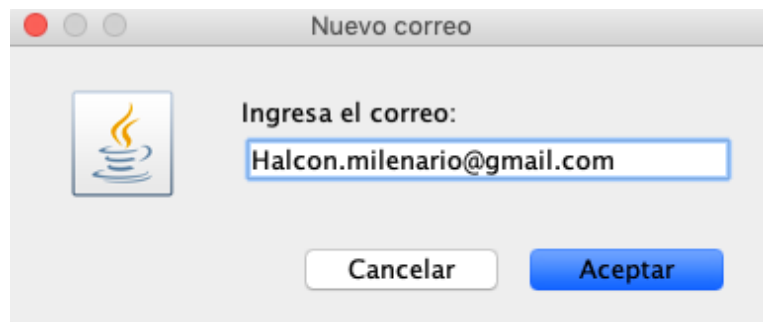 Nuevo correo
Ingresa el correo:
Halcon.milenario@gmail.com
Cancelar
Aceptar